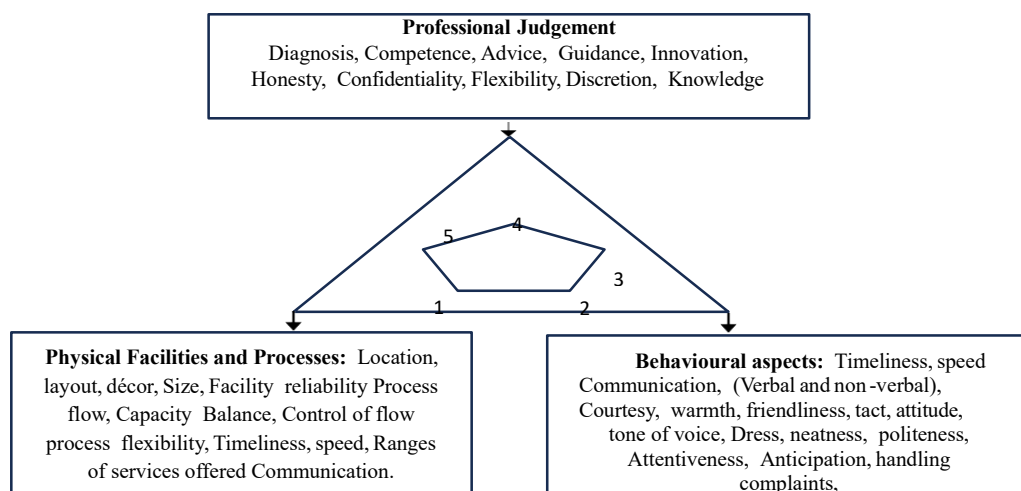 Professional Judgement
Diagnosis, Competence, Advice, Guidance, Innovation,
Honesty, Confidentiality, Flexibility, Discretion, Knowledge
4
5
3
1
2
Physical Facilities and Processes: Location,
layout, décor, Size, Facility reliability Process
flow, Capacity Balance, Control of flow
process flexibility, Timeliness, speed, Ranges
of services offered Communication.
Behavioural aspects: Timeliness, speed
Communication, (Verbal and non-verbal),
Courtesy, warmth, friendliness, tact, attitude,
tone of voice, Dress, neatness, politeness,
Attentiveness, Anticipation, handling
complaints,